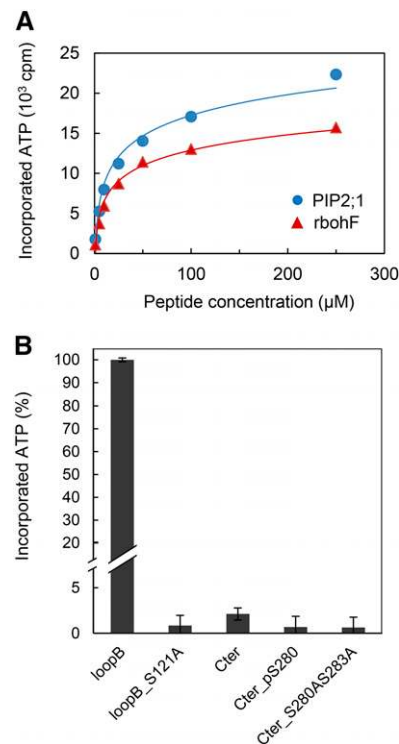 A
Incorporated ATP (10³ cpm)
25
20
15
10
5
0
PIP2;1
rbohF
0
100
200
300
Peptide concentration (µM)
B
Incorporated ATP (%)
100
90
80
70
60
50
40
30
20
5
0
loopB
loopB_S121A
Cter
Cter_pS280
Cter_S280AS283A